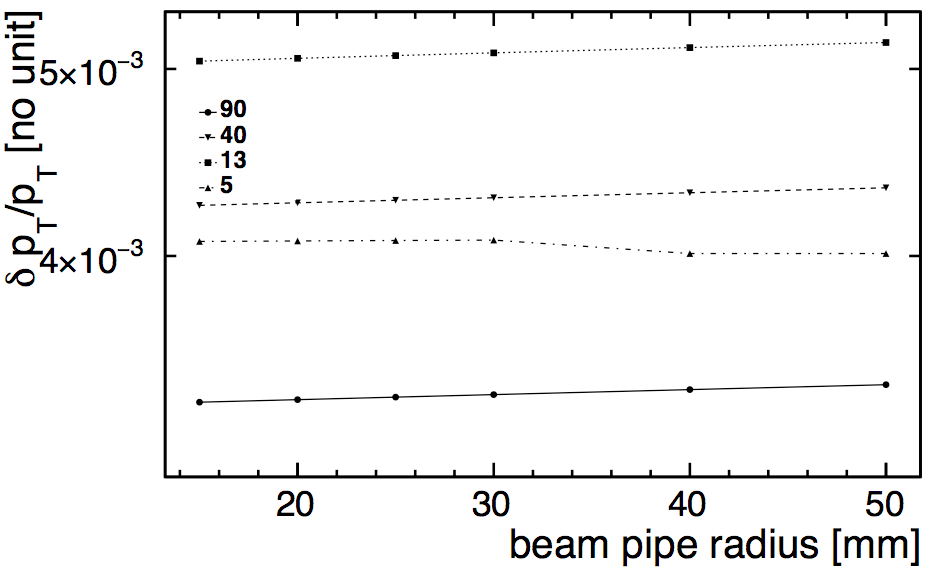 δ p_T/p_T [no unit]
5×10⁻³
90
40
13
5
4×10⁻³
20 30 40 50
beam pipe radius [mm]